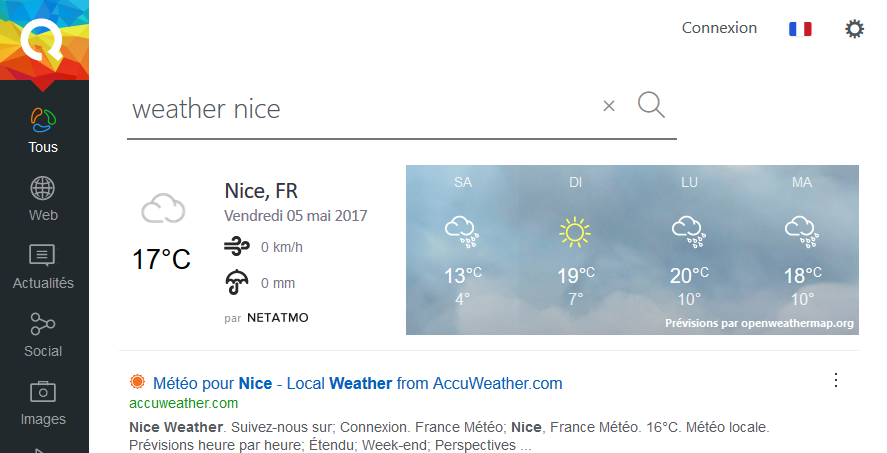 Connexion
weather nice
Tous
Web
Actualités
Social
Images
Nice, FR
Vendredi 05 mai 2017
17°C
0 km/h
0 mm
par NETATMO
SA DI LU MA
13°C 19°C 20°C 18°C
4° 7° 10° 10°
Prévisions par openweathermap.org
Météo pour Nice - Local Weather from AccuWeather.com
accuweather.com
Nice Weather. Suivez-nous sur; Connexion. France Météo; Nice, France Météo. 16°C. Météo locale.
Prévisions heure par heure; Étendu; Week-end; Perspectives ...